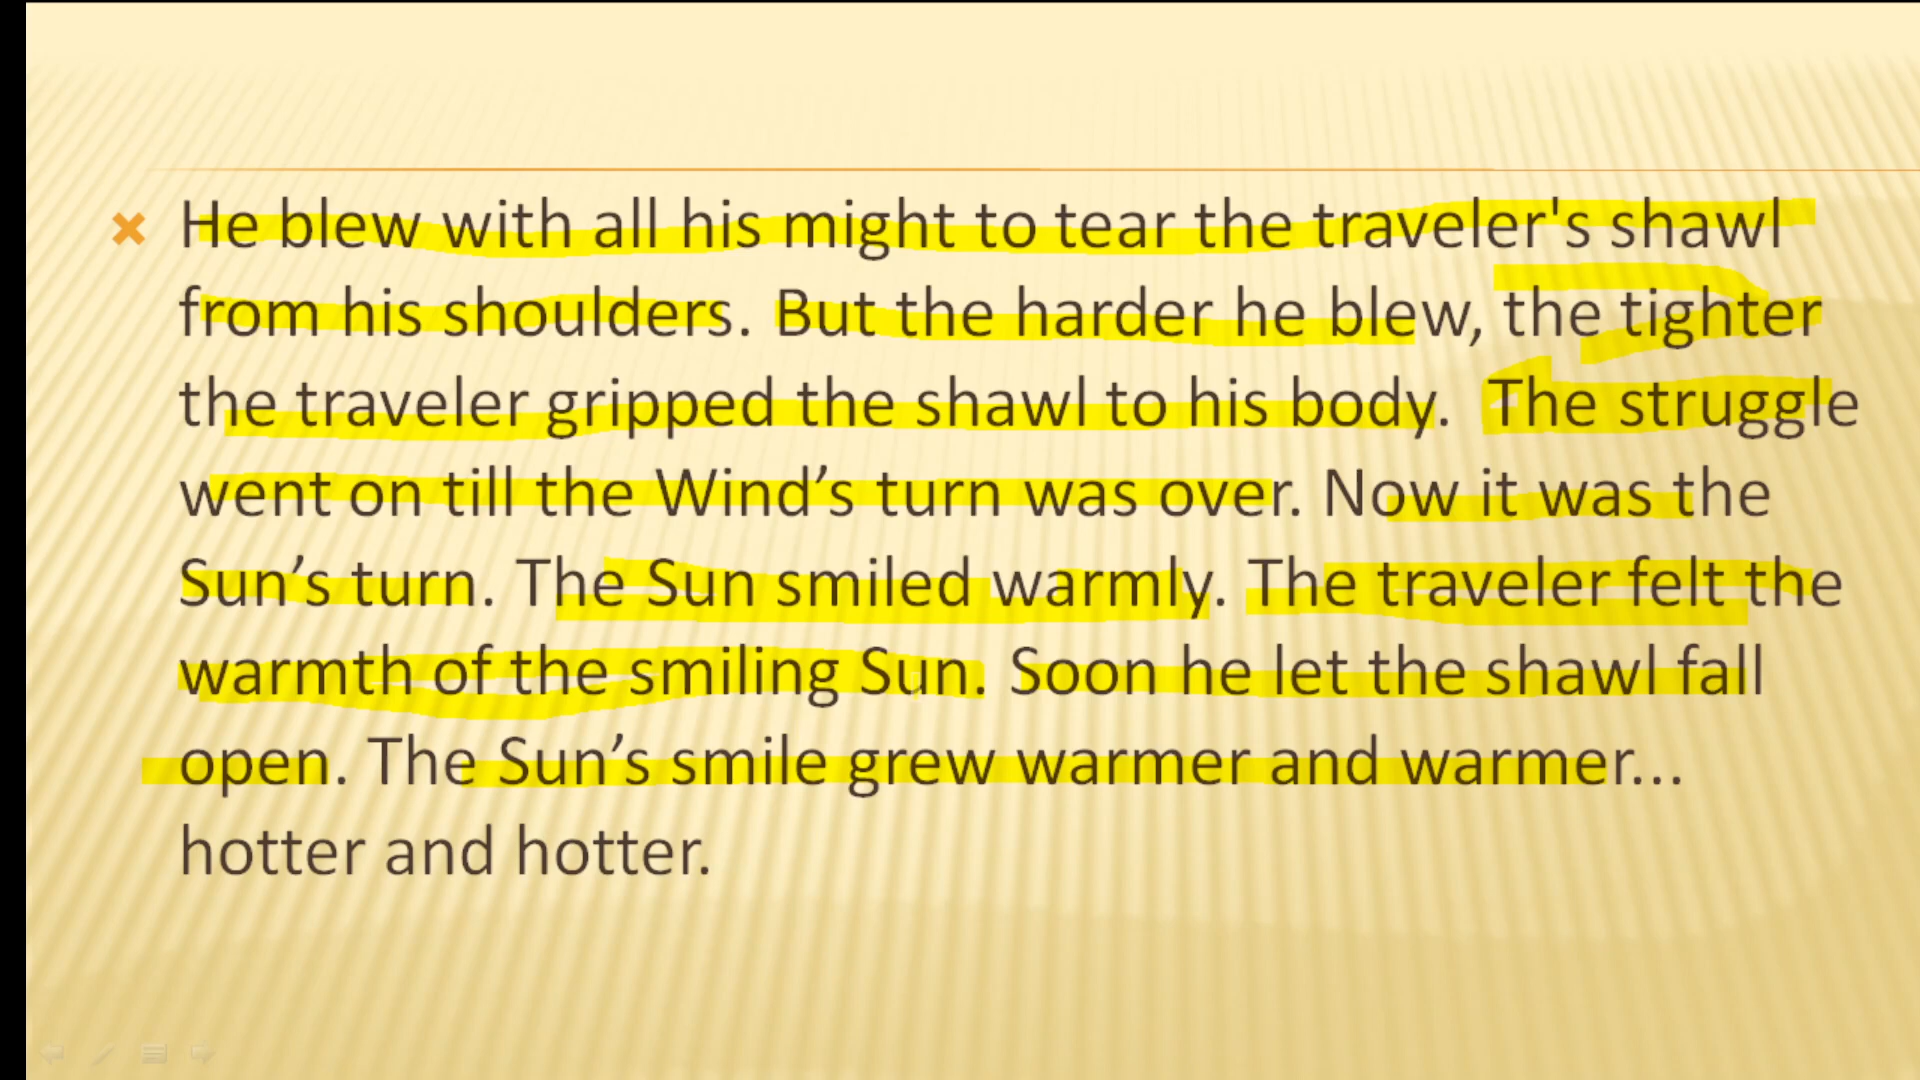 He blew with all his might to tear the traveler's shawl
from his shoulders. But the harder he blew, the tighter
the traveler gripped the shawl to his body. The struggle
went on till the Wind’s turn was over. Now it was the
Sun’s turn. The Sun smiled warmly. The traveler felt the
warmth of the smiling Sun. Soon he let the shawl fall
open. The Sun’s smile grew warmer and warmer...
hotter and hotter.